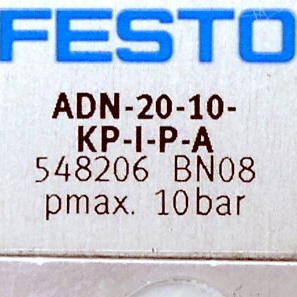 FESTO
ADN-20-10-
KP-I-P-A
548206 BN08
pmax. 10bar